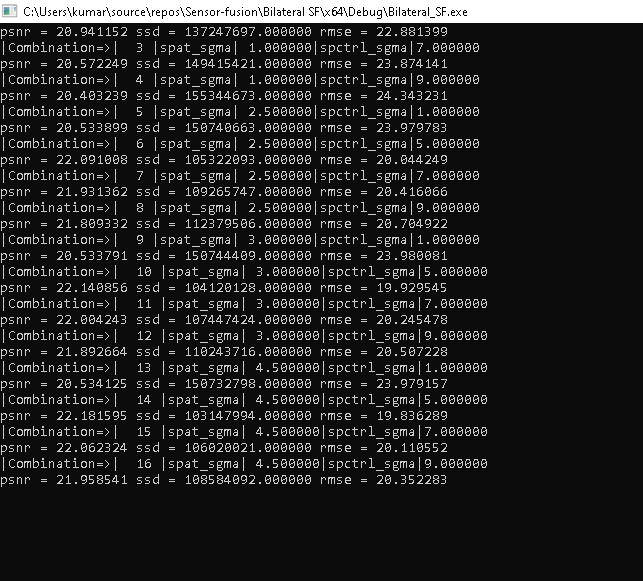 C:\Users\kumar\source\repos\Sensor-fusion\Bilateral SF\x64\Debug\Bilateral_SF.exe
psnr = 20.941152 ssd = 137247697.000000 rmse = 22.881399
|Combination=>|  3 |spat_sgma| 1.000000|spctrl_sgma|7.000000
psnr = 20.572249 ssd = 149415421.000000 rmse = 23.874141
|Combination=>|  4 |spat_sgma| 1.000000|spctrl_sgma|9.000000
psnr = 20.403239 ssd = 155344673.000000 rmse = 24.343231
|Combination=>|  5 |spat_sgma| 2.500000|spctrl_sgma|1.000000
psnr = 20.533899 ssd = 150740663.000000 rmse = 23.979783
|Combination=>|  6 |spat_sgma| 2.500000|spctrl_sgma|5.000000
psnr = 22.091008 ssd = 105322093.000000 rmse = 20.044249
|Combination=>|  7 |spat_sgma| 2.500000|spctrl_sgma|7.000000
psnr = 21.931362 ssd = 109265747.000000 rmse = 20.416066
|Combination=>|  8 |spat_sgma| 2.500000|spctrl_sgma|9.000000
psnr = 21.809332 ssd = 112379506.000000 rmse = 20.704922
|Combination=>|  9 |spat_sgma| 3.000000|spctrl_sgma|1.000000
psnr = 20.533791 ssd = 150744409.000000 rmse = 23.980081
|Combination=>|  10 |spat_sgma| 3.000000|spctrl_sgma|5.000000
psnr = 22.140856 ssd = 104120128.000000 rmse = 19.929545
|Combination=>|  11 |spat_sgma| 3.000000|spctrl_sgma|7.000000
psnr = 22.004243 ssd = 107447424.000000 rmse = 20.245478
|Combination=>|  12 |spat_sgma| 3.000000|spctrl_sgma|9.000000
psnr = 21.892664 ssd = 110243716.000000 rmse = 20.507228
|Combination=>|  13 |spat_sgma| 4.500000|spctrl_sgma|1.000000
psnr = 20.534125 ssd = 150732798.000000 rmse = 23.979157
|Combination=>|  14 |spat_sgma| 4.500000|spctrl_sgma|5.000000
psnr = 22.181595 ssd = 103147994.000000 rmse = 19.836289
|Combination=>|  15 |spat_sgma| 4.500000|spctrl_sgma|7.000000
psnr = 22.062324 ssd = 106020021.000000 rmse = 20.110552
|Combination=>|  16 |spat_sgma| 4.500000|spctrl_sgma|9.000000
psnr = 21.958541 ssd = 108584092.000000 rmse = 20.352283